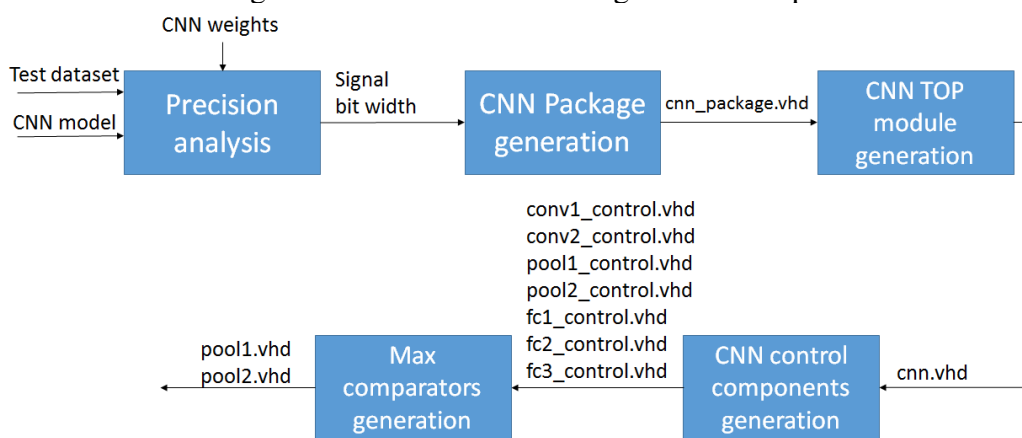 CNN weights
Test dataset
CNN model
Precision
analysis
Signal
bit width
CNN Package
generation
cnn_package.vhd
CNN TOP
module
generation
cnn.vhd
CNN control
components
generation
conv1_control.vhd
conv2_control.vhd
pool1_control.vhd
pool2_control.vhd
fc1_control.vhd
fc2_control.vhd
fc3_control.vhd
Max
comparators
generation
pool1.vhd
pool2.vhd